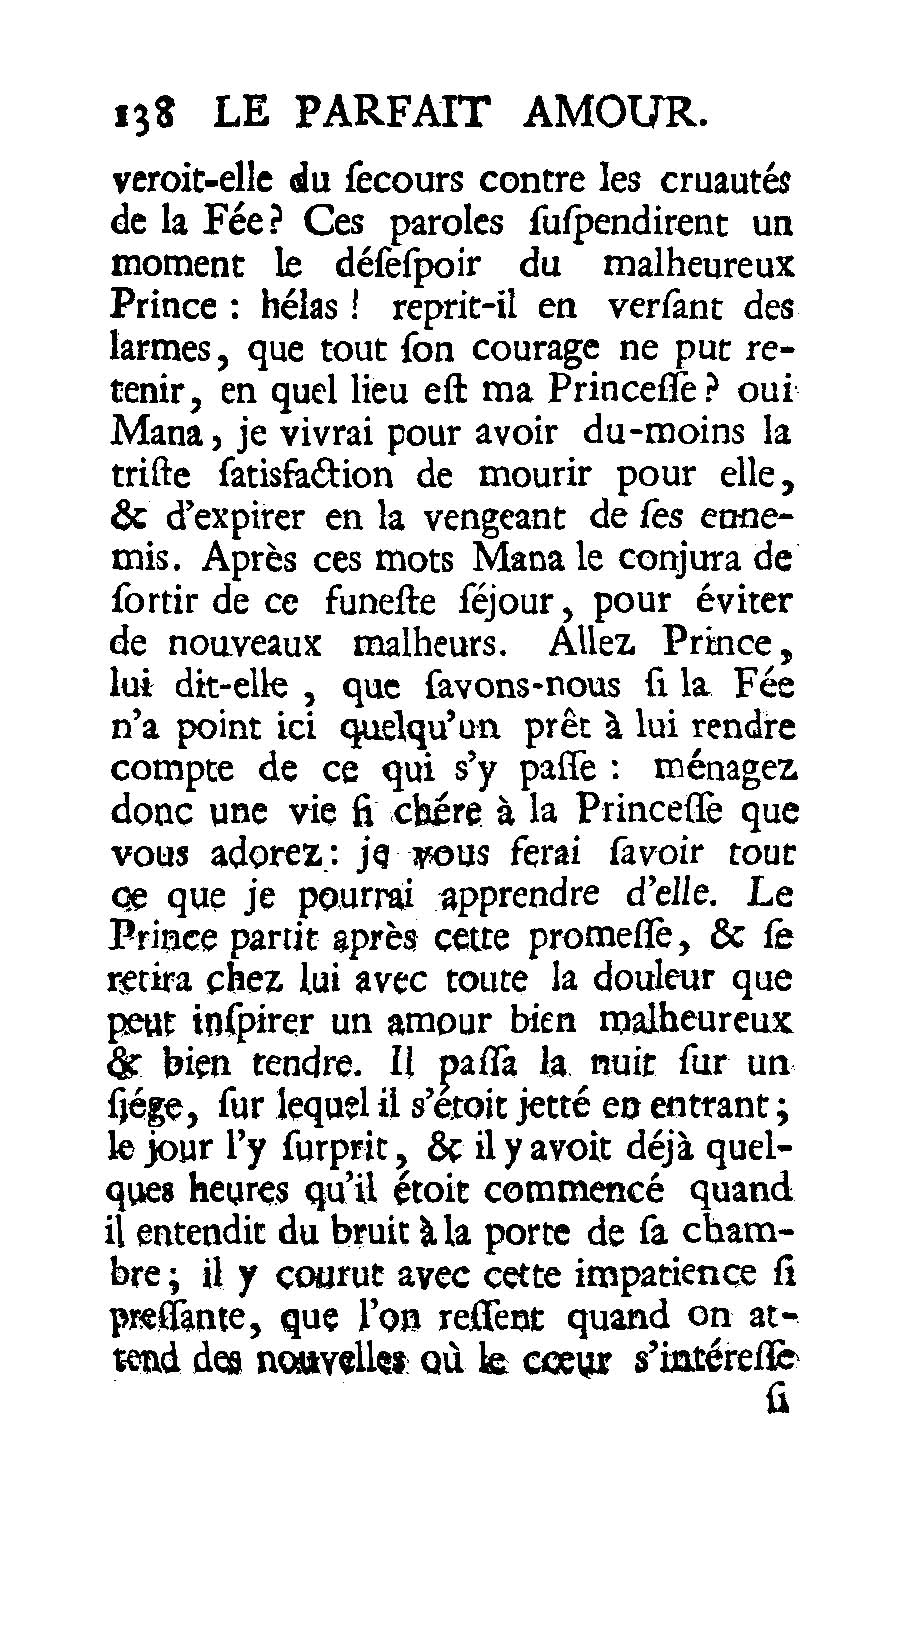 138 LE PARFAIT AMOUR.
veroit-elle du ſecours contre les cruautés
de la Fée? Ces paroles ſuſpendirent un
moment le déſeſpoir du malheureux
Prince : hélas ! reprit-il en verſant des
larmes, que tout ſon courage ne put re-
tenir, en quel lieu eſt ma Princeſſe? oui
Mana, je vivrai pour avoir du-moins la
triſte ſatisfaction de mourir pour elle,
& d'expirer en la vengeant de ſes enne-
mis. Après ces mots Mana le conjura de
ſortir de ce funeſte ſéjour, pour éviter
de nouveaux malheurs. Allez Prince,
lui dit-elle , que ſavons-nous ſi la Fée
n'a point ici quelqu'un prêt à lui rendre
compte de ce qui s'y paſſe : ménagez
donc une vie ſi chére à la Princeſſe que
vous adorez : je vous ferai ſavoir tout
ce que je pourrai apprendre d'elle. Le
Prince partit après cette promeſſe, & ſe
retira chez lui avec toute la douleur que
peut inſpirer un amour bien malheureux
& bien tendre. Il paſſa la nuit ſur un
ſiége, ſur lequel il s'étoit jetté en entrant;
le jour l'y ſurprit, & il y avoit déjà quel-
ques heures qu'il étoit commencé quand
il entendit du bruit à la porte de ſa cham-
bre; il y courut avec cette impatience ſi
preſſante, que l'on reſſent quand on at-
tend des nouvelles où le cœur s'intéreſſe
ſi